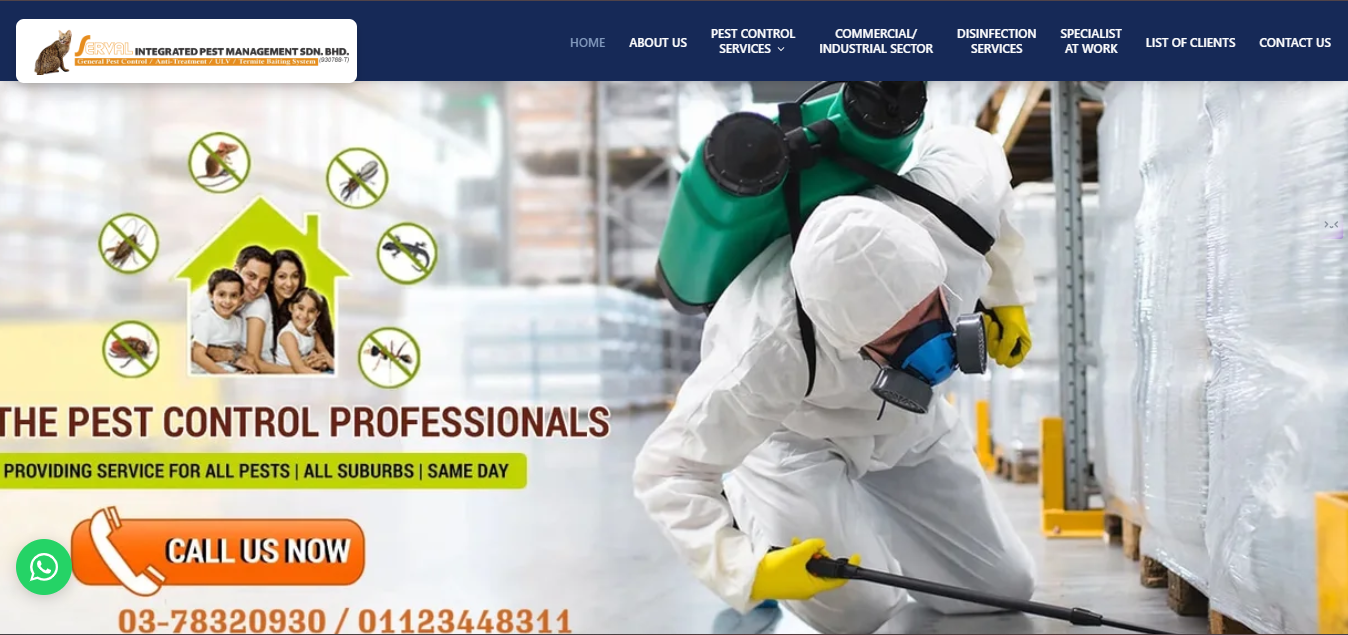 SERVAL INTEGRATED PEST MANAGEMENT SDN. BHD.
General Pest Control / Anti-Treatment / ULV / Termite Baiting System (930788-T)
HOME
ABOUT US
PEST CONTROL
SERVICES
COMMERCIAL/
INDUSTRIAL SECTOR
DISINFECTION
SERVICES
SPECIALIST
AT WORK
LIST OF CLIENTS
CONTACT US
THE PEST CONTROL PROFESSIONALS
PROVIDING SERVICE FOR ALL PESTS | ALL SUBURBS | SAME DAY
CALL US NOW
03-78320930 / 01123448311